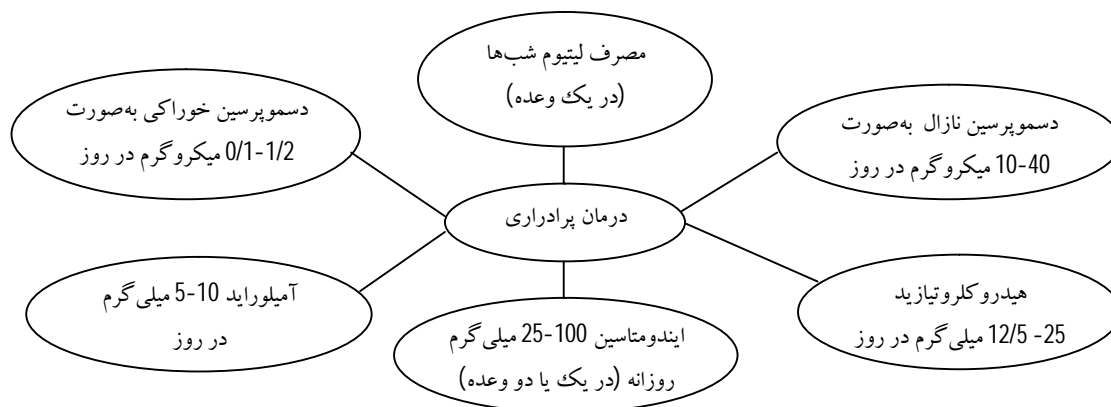 مصرف لیتیوم شب‌ها
(در یک وعده)
دسموپرسین نازال به‌صورت
10-40 میکروگرم در روز
دسموپرسین خوراکی به‌صورت
0/1-1/2 میکروگرم در روز
درمان پرادراری
هیدروکلروتیازید
12/5 -25 میلی‌گرم در روز
آمیلوراید 10-5 میلی‌گرم
در روز
ایندومتاسین 100-25 میلی‌گرم
روزانه (در یک یا دو وعده)